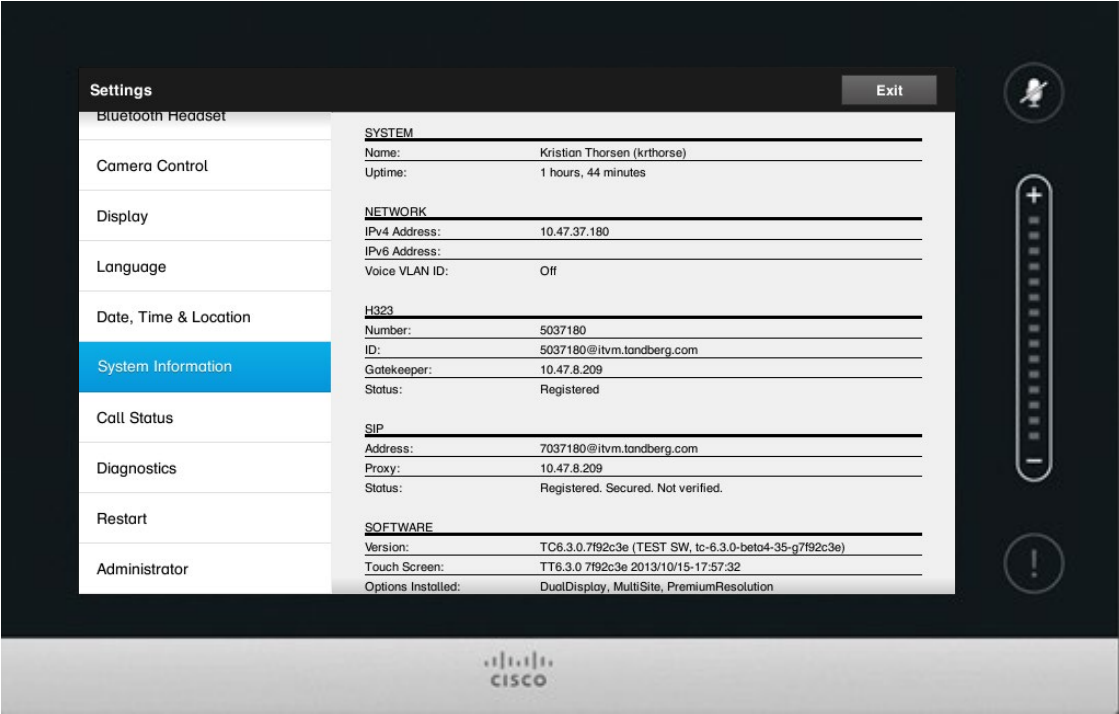 Settings
Exit
Bluetooth Headset
Camera Control
Display
Language
Date, Time & Location
System Information
Call Status
Diagnostics
Restart
Administrator
SYSTEM
Name: Kristian Thorsen (krthorse)
Uptime: 1 hours, 44 minutes
NETWORK
IPv4 Address: 10.47.37.180
IPv6 Address:
Voice VLAN ID: Off
H323
Number: 5037180
ID: 5037180@itvm.tandberg.com
Gatekeeper: 10.47.8.209
Status: Registered
SIP
Address: 7037180@itvm.tandberg.com
Proxy: 10.47.8.209
Status: Registered. Secured. Not verified.
SOFTWARE
Version: TC6.3.0.7f92c3e (TEST SW, tc-6.3.0-beta4-35-g7f92c3e)
Touch Screen: TT6.3.0 7f92c3e 2013/10/15-17:57:32
Options Installed: DualDisplay, MultiSite, PremiumResolution
+
−
!
CISCO